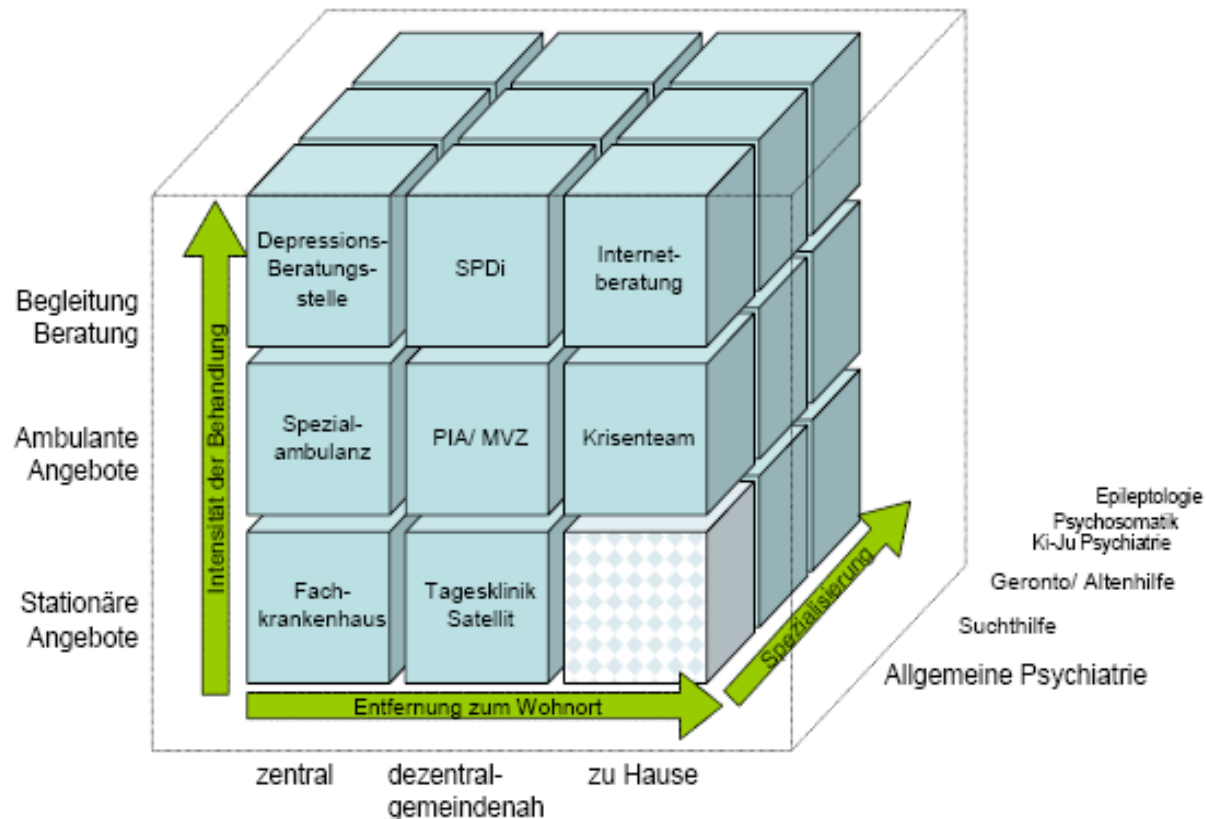 Depressions-
Beratungs-
stelle
SPDi
Internet-
beratung
Begleitung
Beratung
Spezial-
ambulanz
PIA/ MVZ
Krisenteam
Ambulante
Angebote
Intensität der Behandlung
Fach-
krankenhaus
Tagesklinik
Satellit
Stationäre
Angebote
Epileptologie
Psychosomatik
Ki-Ju Psychiatrie
Geronto/ Altenhilfe
Suchthilfe
Allgemeine Psychiatrie
Spezialisierung
Entfernung zum Wohnort
zentral
dezentral-
gemeindenah
zu Hause